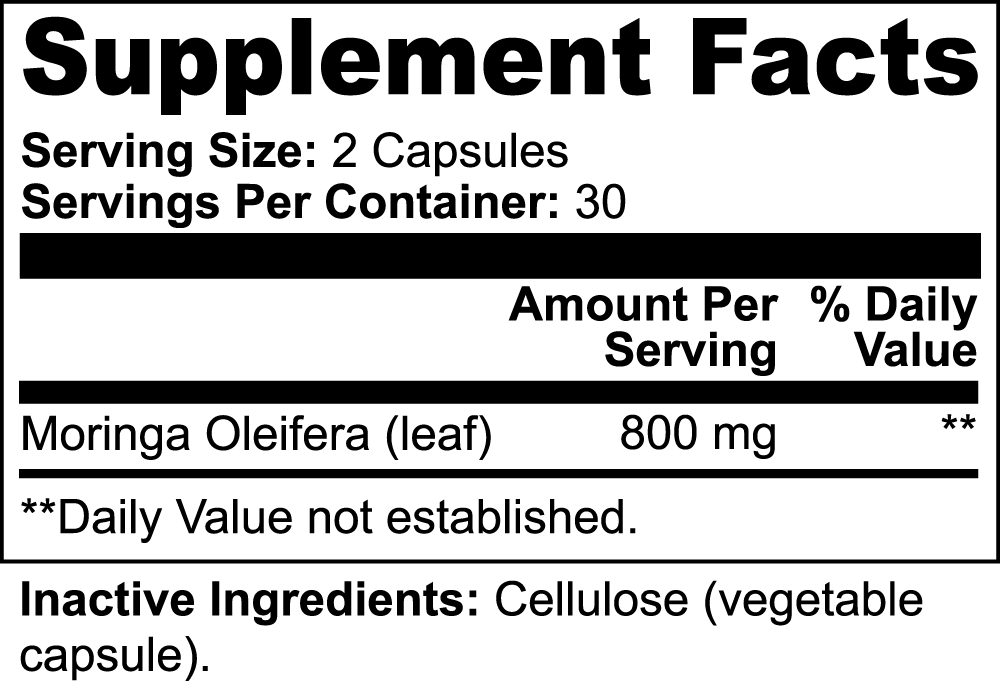 Supplement Facts
Serving Size: 2 Capsules
Servings Per Container: 30
Amount Per % Daily
Serving Value
Moringa Oleifera (leaf) 800 mg **
**Daily Value not established.
Inactive Ingredients: Cellulose (vegetable
capsule).